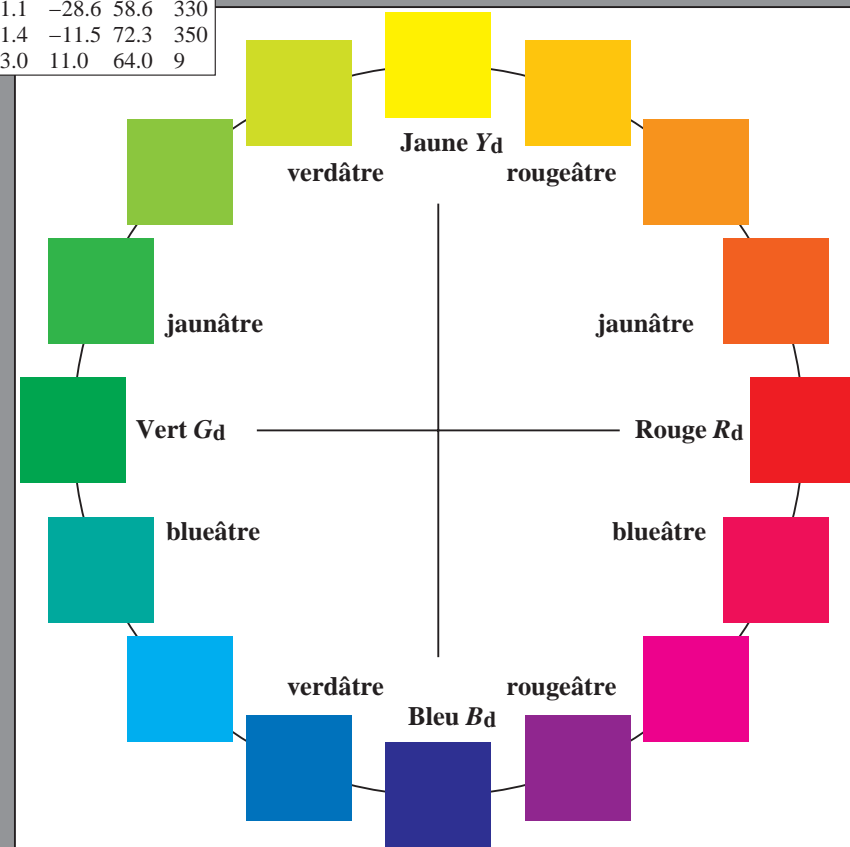 1.1 −28.6 58.6 330
1.4 −11.5 72.3 350
3.0 11.0 64.0 9
Jaune Yd
verdâtre rougeâtre
jaunâtre jaunâtre
Vert Gd Rouge Rd
blueâtre blueâtre
verdâtre rougeâtre
Bleu Bd